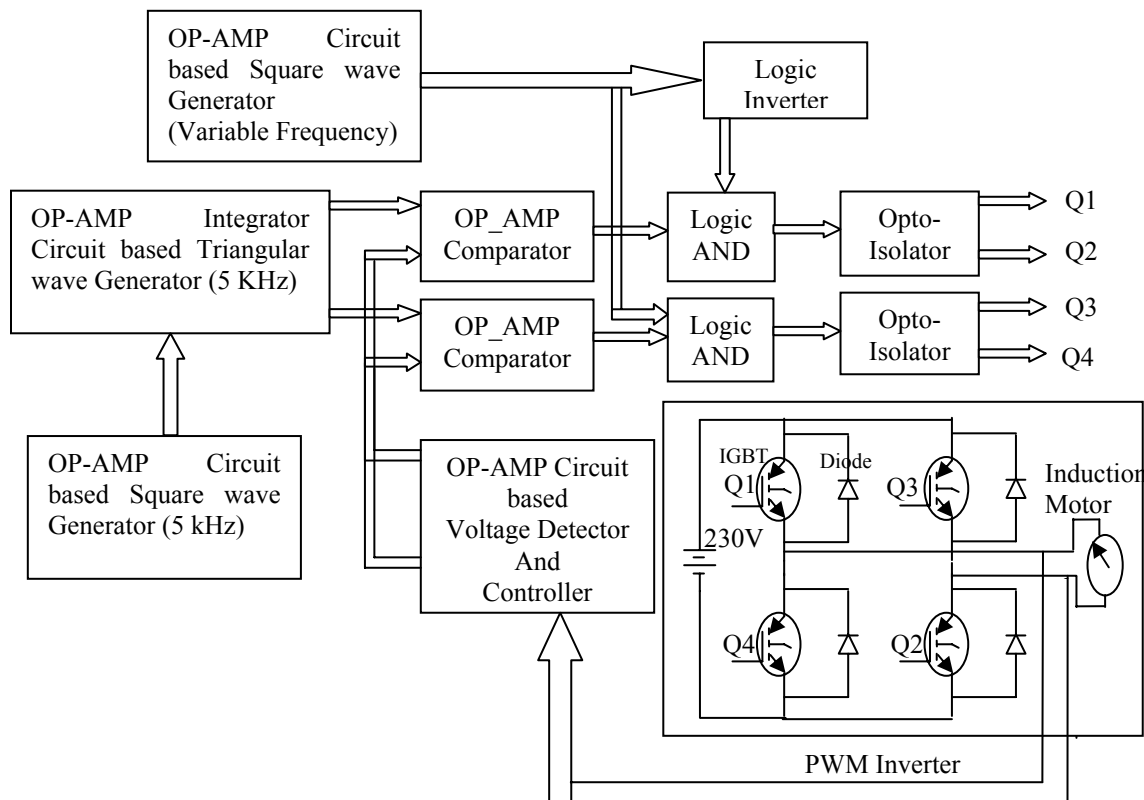 OP-AMP Circuit
based Square wave
Generator
(Variable Frequency)
Logic
Inverter
OP-AMP Integrator
Circuit based Triangular
wave Generator (5 KHz)
OP_AMP
Comparator
Logic
AND
Opto-
Isolator
Q1
Q2
OP_AMP
Comparator
Logic
AND
Opto-
Isolator
Q3
Q4
OP-AMP Circuit
based Square wave
Generator (5 kHz)
OP-AMP Circuit
based
Voltage Detector
And
Controller
IGBT
Q1
Diode
Q3
Induction
Motor
230V
Q4
Q2
PWM Inverter